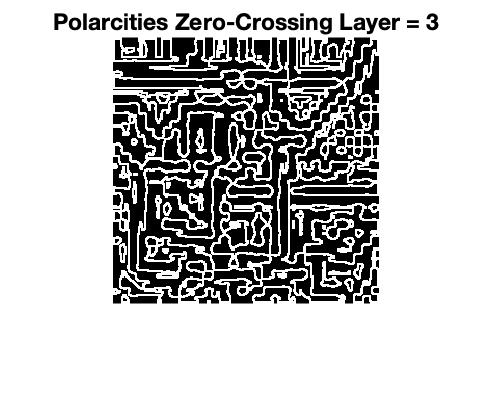 Polarcities Zero-Crossing Layer = 3